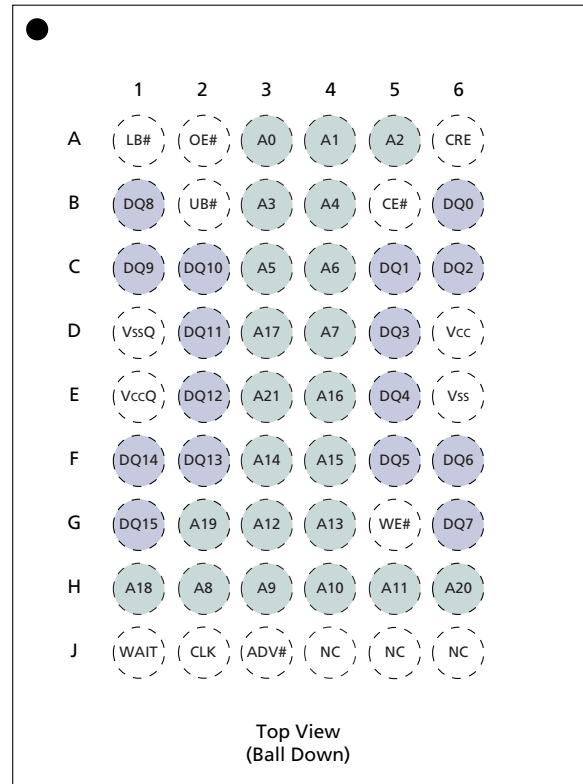 1 2 3 4 5 6
A LB# OE# A0 A1 A2 CRE
B DQ8 UB# A3 A4 CE# DQ0
C DQ9 DQ10 A5 A6 DQ1 DQ2
D VssQ DQ11 A17 A7 DQ3 Vcc
E VccQ DQ12 A21 A16 DQ4 Vss
F DQ14 DQ13 A14 A15 DQ5 DQ6
G DQ15 A19 A12 A13 WE# DQ7
H A18 A8 A9 A10 A11 A20
J WAIT CLK ADV# NC NC NC
Top View
(Ball Down)